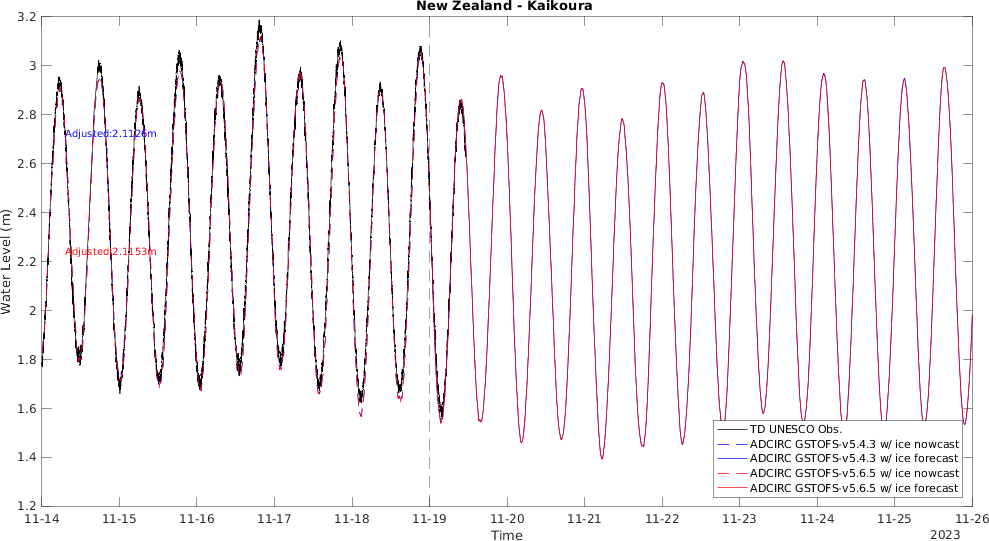 New Zealand - Kaikoura
3.2
3
2.8
2.6
2.4
2.2
2
1.8
1.6
1.4
1.2
Water Level (m)
Adjusted:2.1126m
Adjusted:2.1153m
TD UNESCO Obs.
ADCIRC GSTOFS-v5.4.3 w/ ice nowcast
ADCIRC GSTOFS-v5.4.3 w/ ice forecast
ADCIRC GSTOFS-v5.6.5 w/ ice nowcast
ADCIRC GSTOFS-v5.6.5 w/ ice forecast
11-14 11-15 11-16 11-17 11-18 11-19 11-20 11-21 11-22 11-23 11-24 11-25 11-26
Time
2023